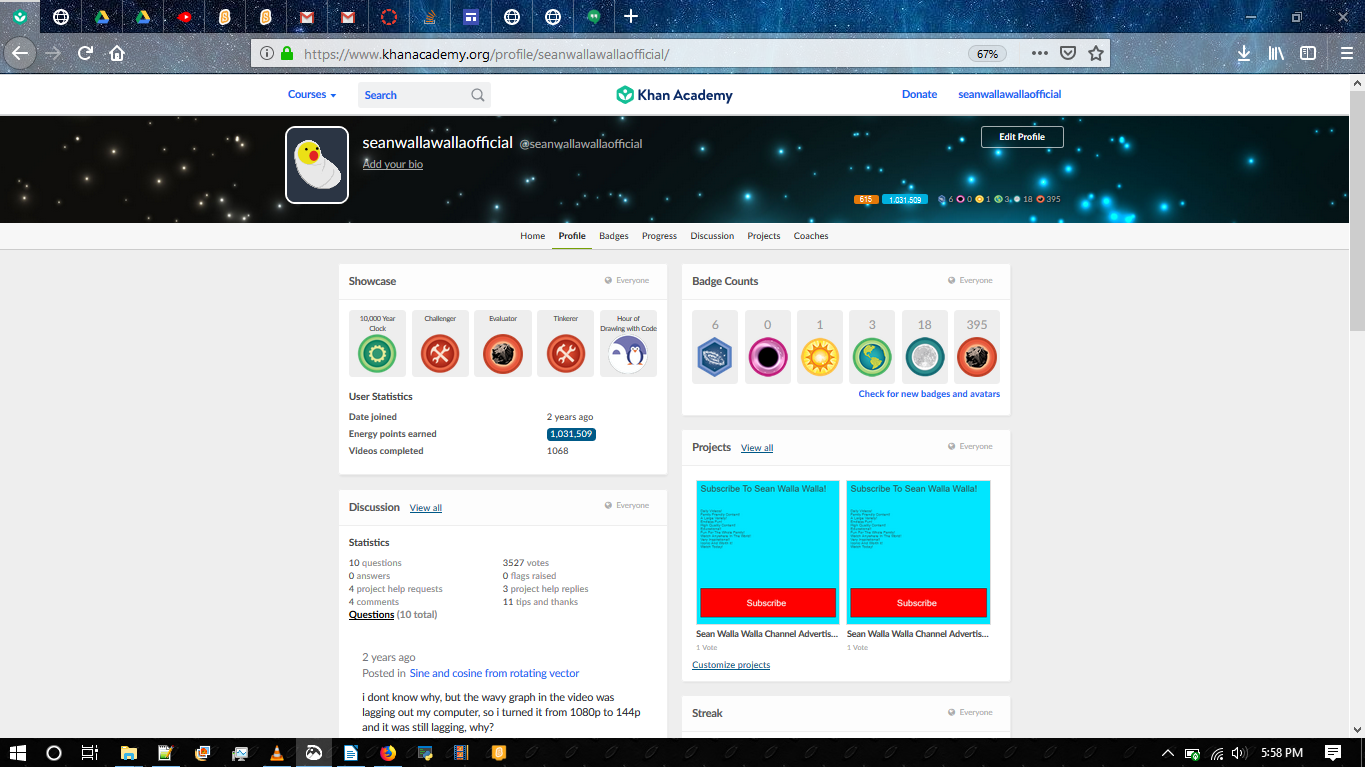 https://www.khanacademy.org/profile/seanwallawallaofficial/
67%
Courses
Search
Khan Academy
Donate
seanwallawallaofficial
seanwallawallaofficial @seanwallawallaofficial
Add your bio
Edit Profile
615 1,031,509 6 0 1 3 18 395
Home Profile Badges Progress Discussion Projects Coaches
Showcase
Everyone
10,000 Year
Clock
Challenger
Evaluator
Tinkerer
Hour of
Drawing with Code
User Statistics
Date joined 2 years ago
Energy points earned 1,031,509
Videos completed 1068
Discussion View all
Everyone
Statistics
10 questions 3527 votes
0 answers 0 flags raised
4 project help requests 3 project help replies
4 comments 11 tips and thanks
Questions (10 total)
2 years ago
Posted in Sine and cosine from rotating vector
i dont know why, but the wavy graph in the video was
lagging out my computer, so i turned it from 1080p to 144p
and it was still lagging, why?
Badge Counts
Everyone
6 0 1 3 18 395
Check for new badges and avatars
Projects View all
Everyone
Subscribe To Sean Walla Walla!
Subscribe
Sean Walla Walla Channel Advertis...
1 Vote
Subscribe To Sean Walla Walla!
Subscribe
Sean Walla Walla Channel Advertis...
1 Vote
Customize projects
Streak
Everyone
5:58 PM